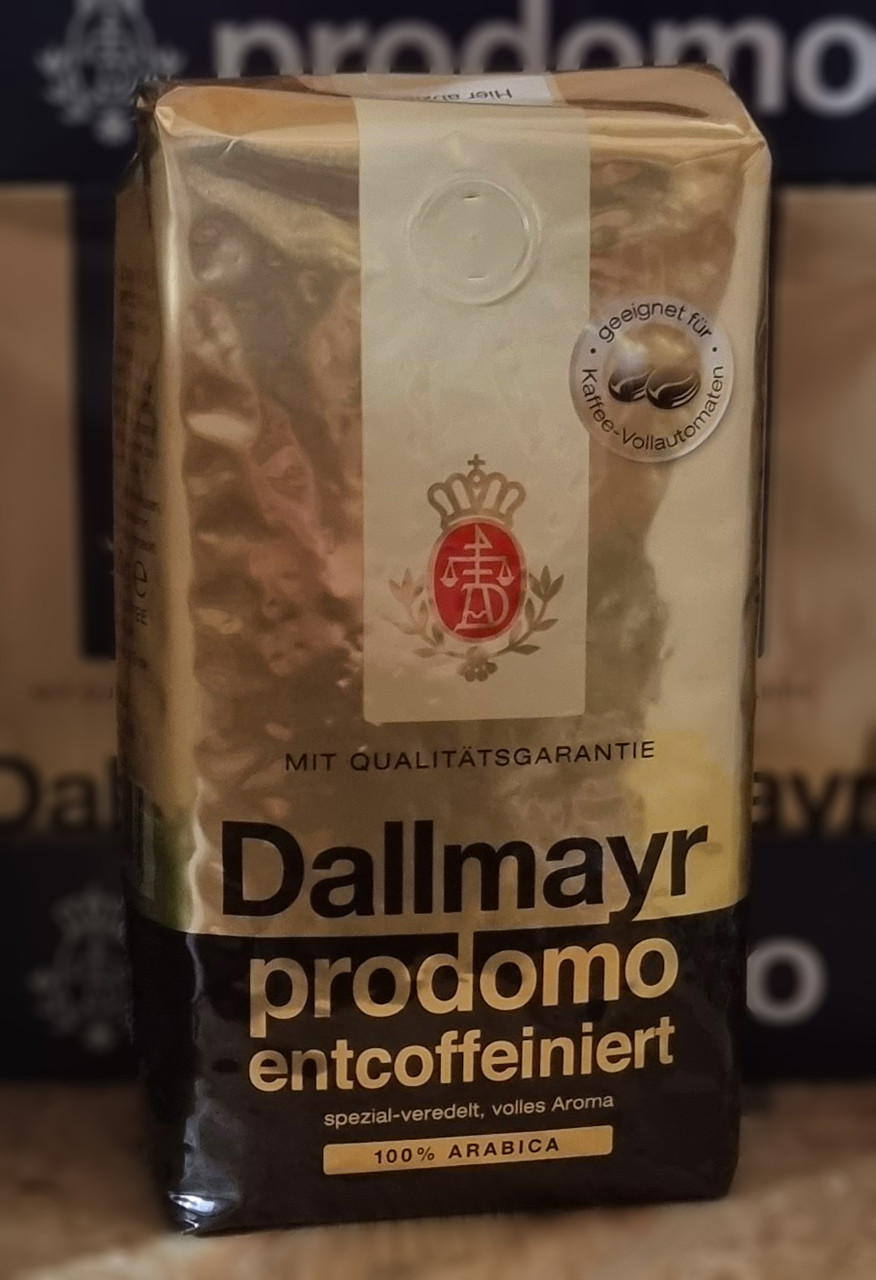 prodomo
Hier
geeignet für
Kaffee-Vollautomaten
MIT QUALITÄTSGARANTIE
Dallmayr
prodomo
entcoffeiniert
spezial-veredelt, volles Aroma
100% ARABICA